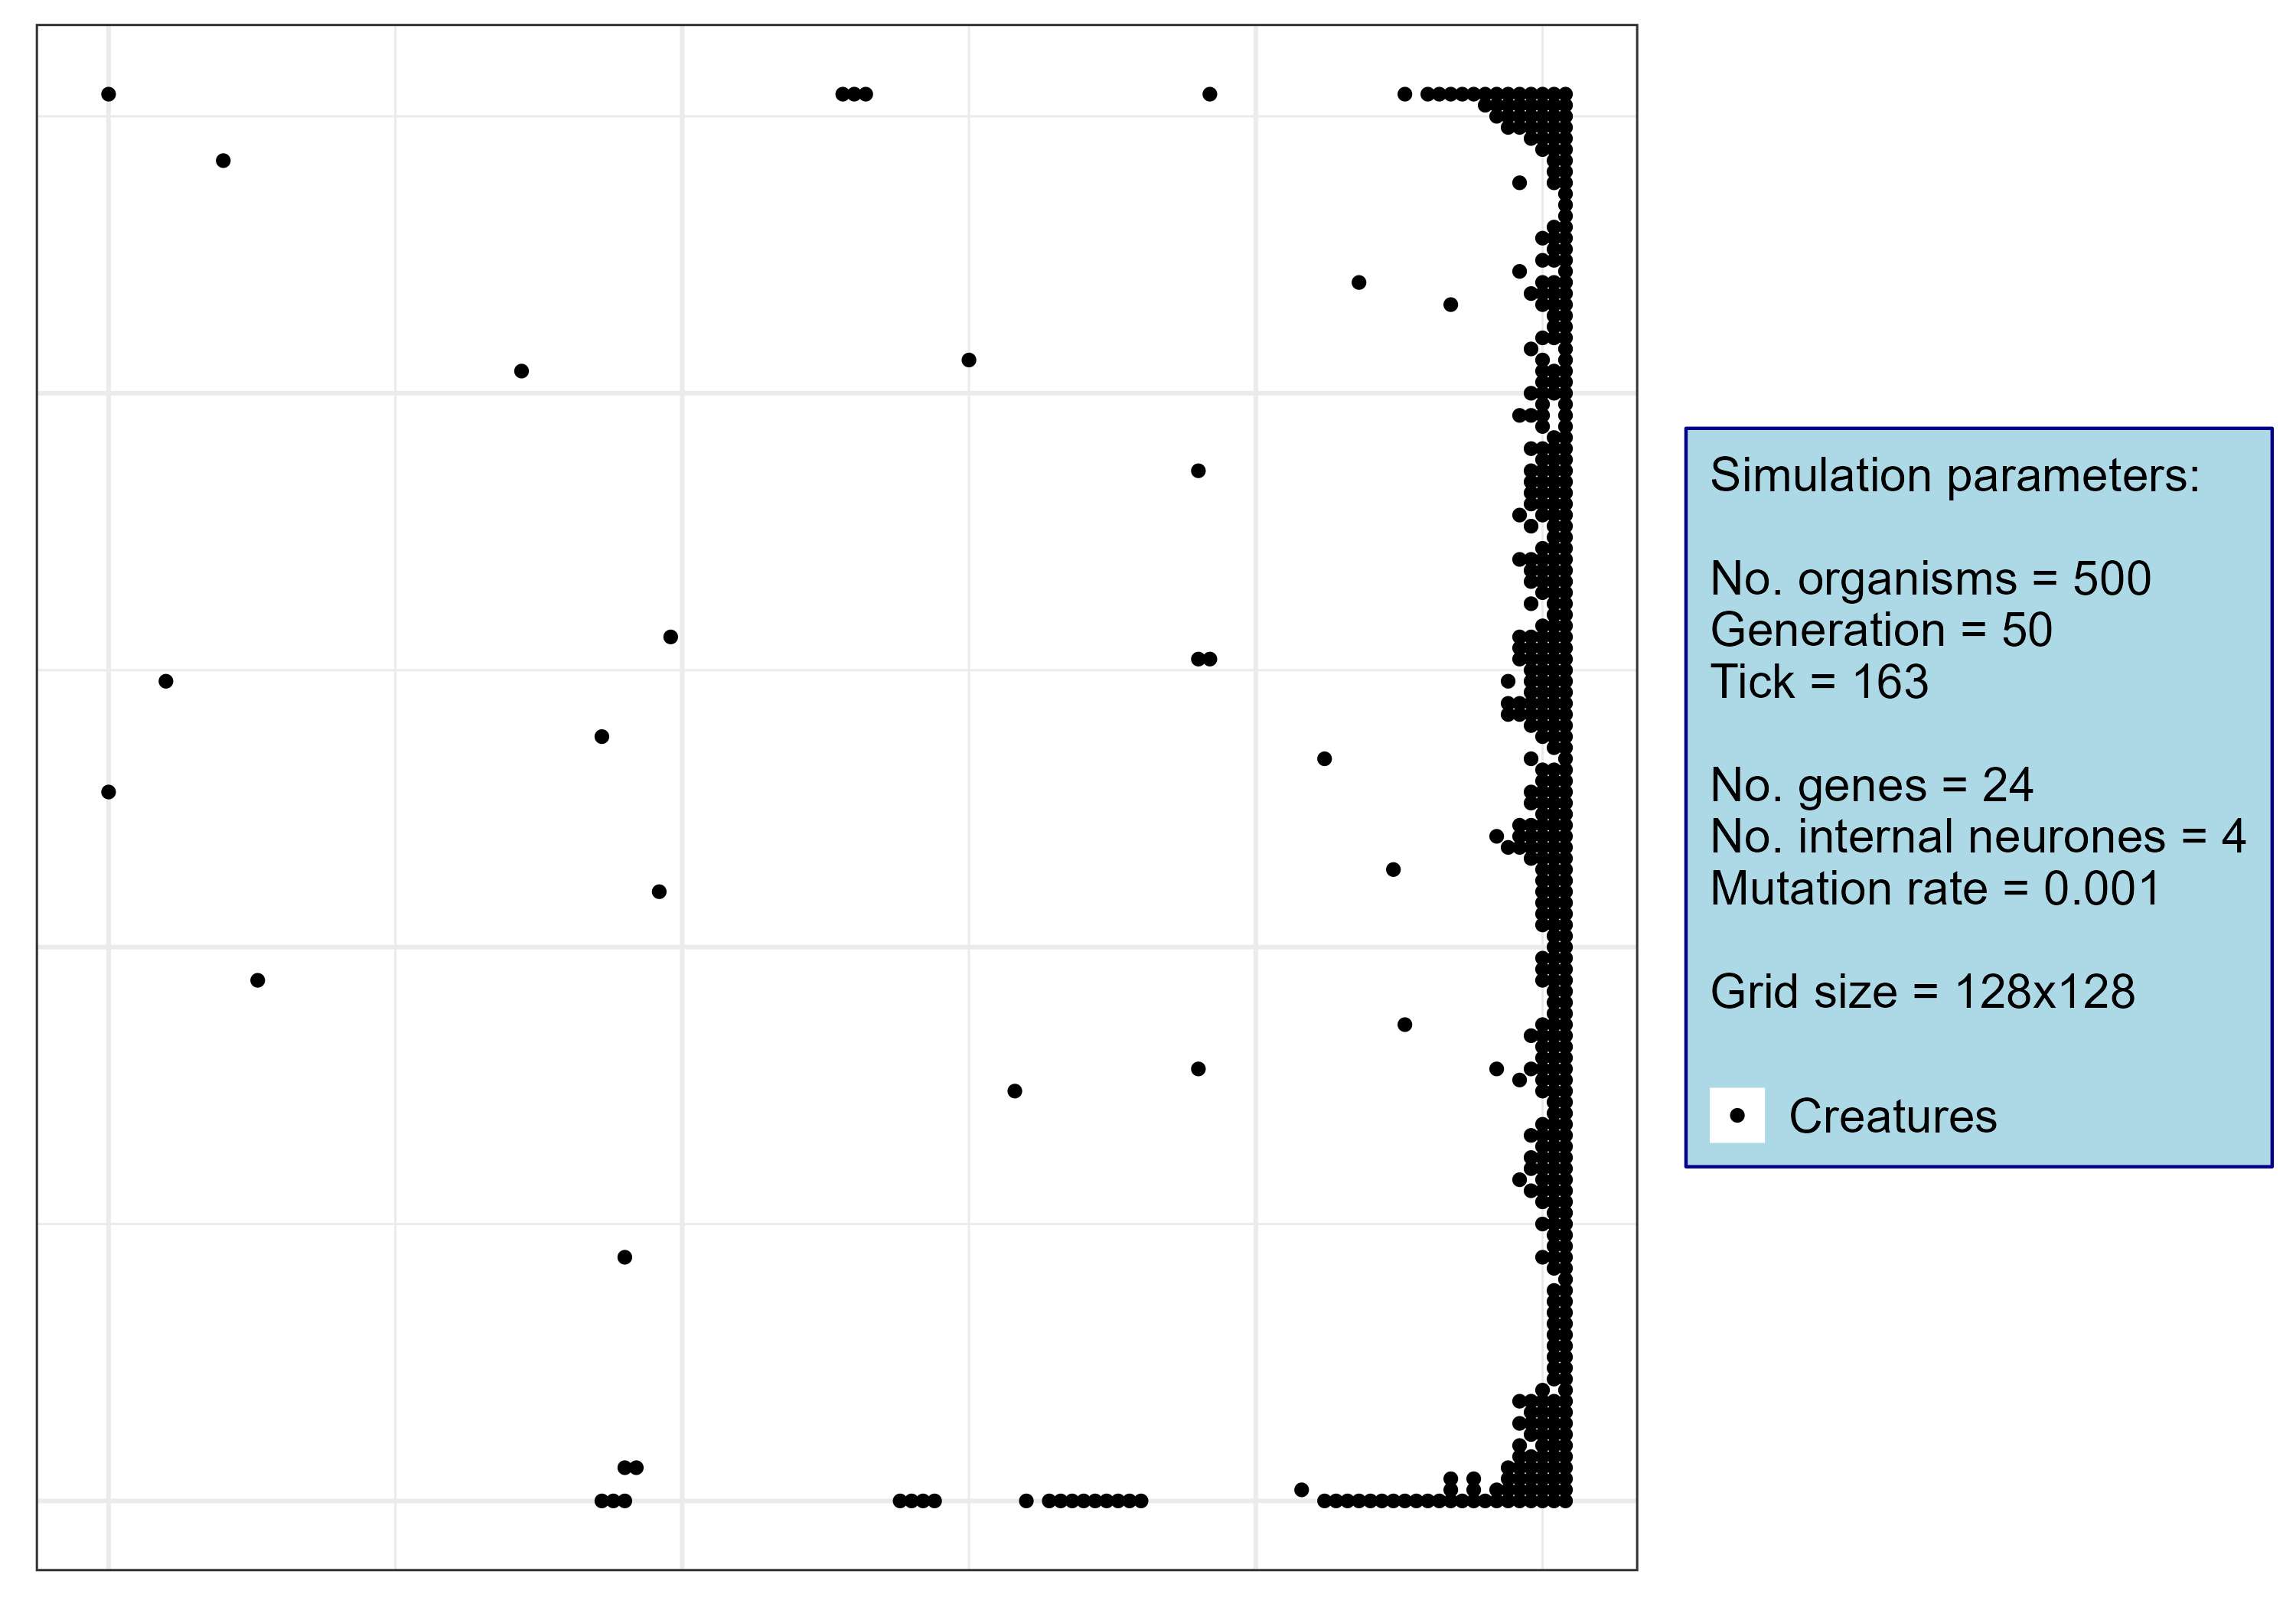 Simulation parameters:
No. organisms = 500
Generation = 50
Tick = 163
No. genes = 24
No. internal neurones = 4
Mutation rate = 0.001
Grid size = 128x128
Creatures